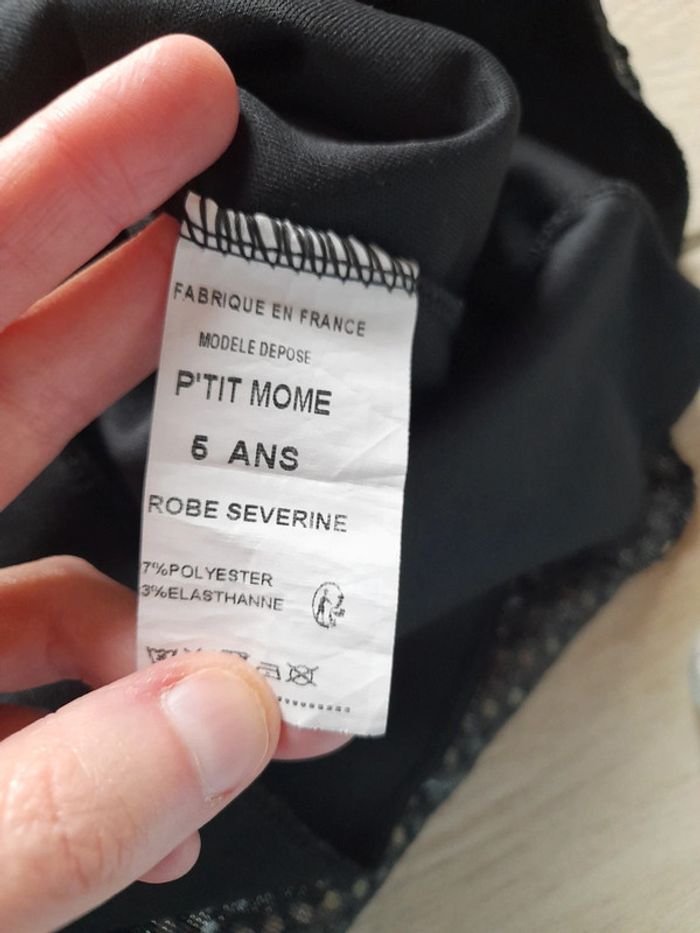 FABRIQUE EN FRANCE
MODELE DEPOSE
P'TIT MOME
5 ANS
ROBE SEVERINE
7%POLYESTER
3%ELASTHANNE